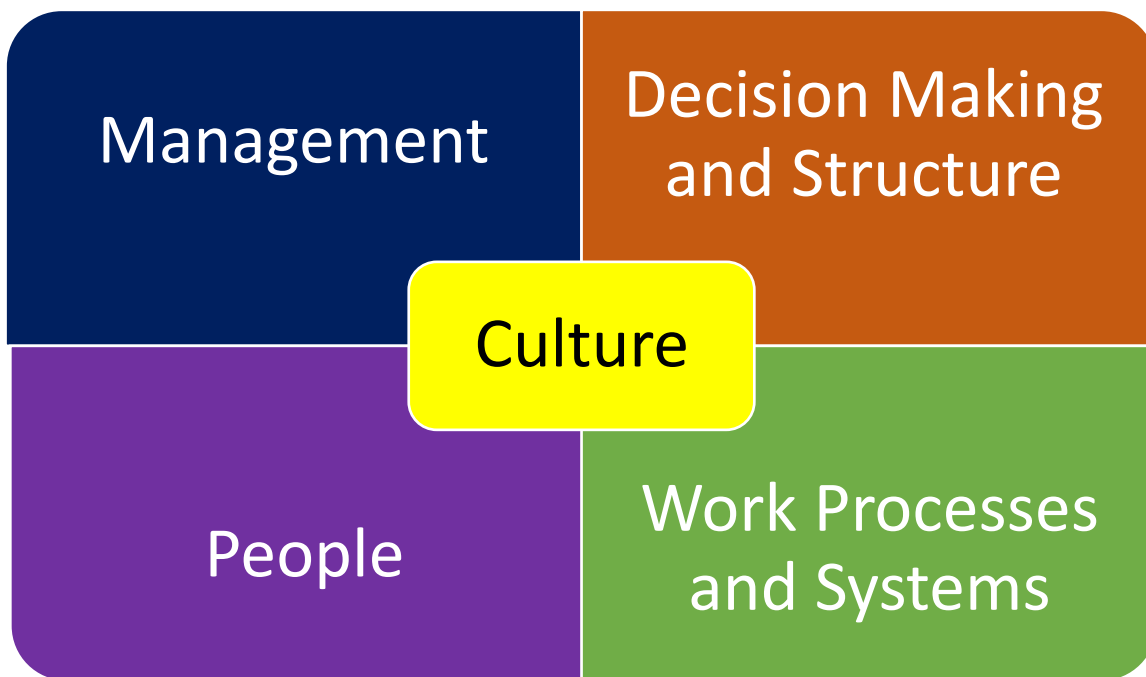 Management
Decision Making
and Structure
Culture
People
Work Processes
and Systems